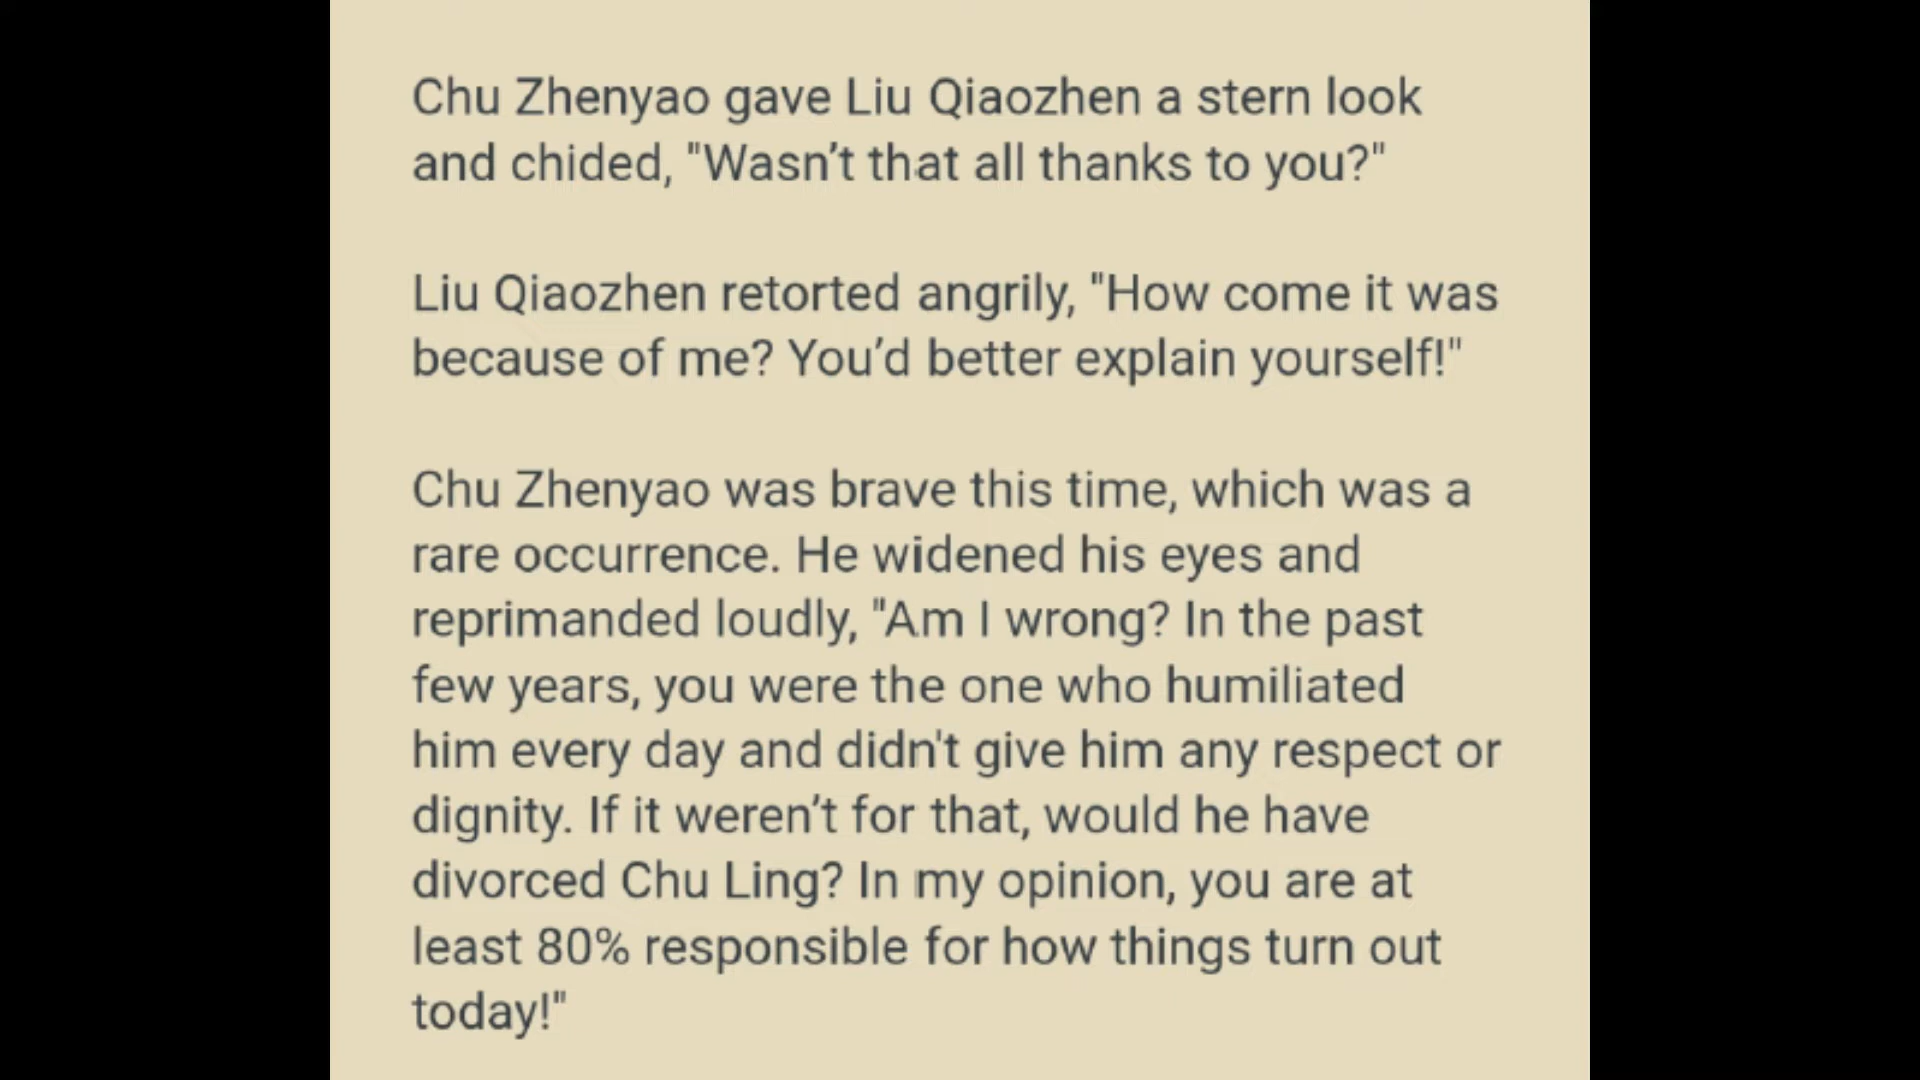 Chu Zhenyao gave Liu Qiaozhen a stern look
and chided, "Wasn’t that all thanks to you?"
Liu Qiaozhen retorted angrily, "How come it was
because of me? You’d better explain yourself!"
Chu Zhenyao was brave this time, which was a
rare occurrence. He widened his eyes and
reprimanded loudly, "Am I wrong? In the past
few years, you were the one who humiliated
him every day and didn't give him any respect or
dignity. If it weren’t for that, would he have
divorced Chu Ling? In my opinion, you are at
least 80% responsible for how things turn out
today!"